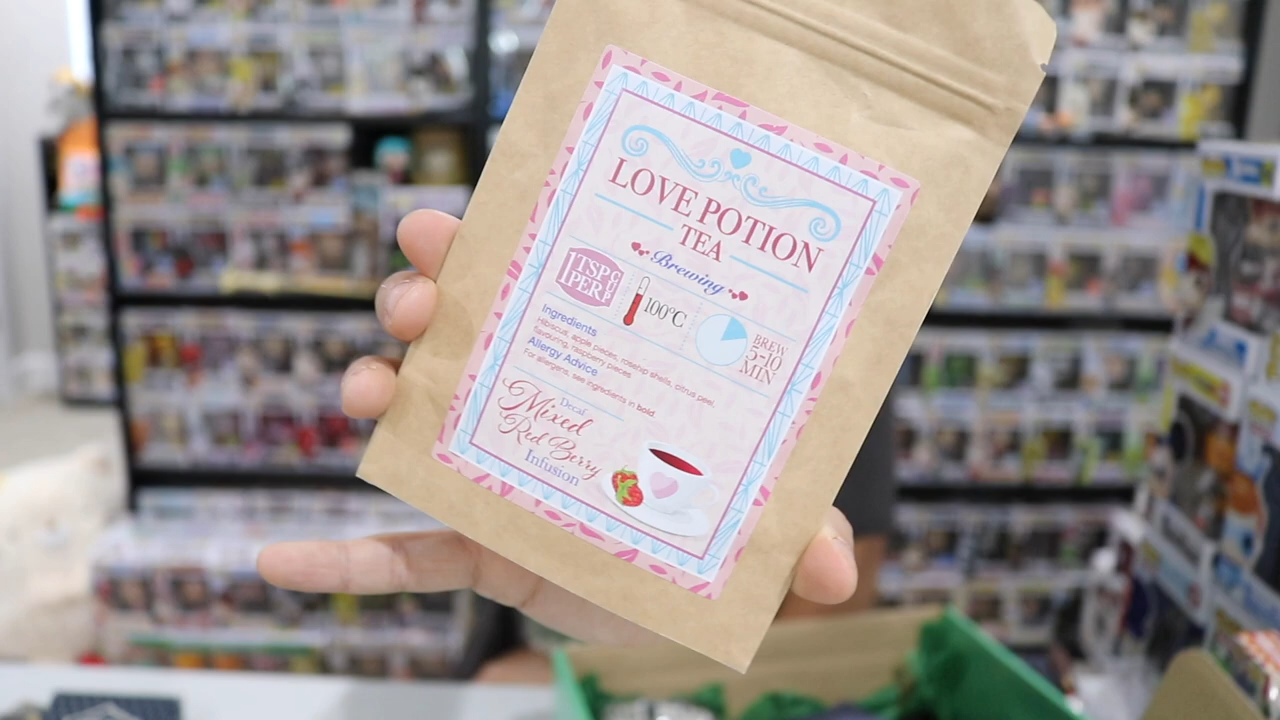 LOVE POTION
TEA
Brewing
1 TSP PER CUP
100°C
BREW
5-10
MIN
Ingredients
Hibiscus, apple pieces, rosehip shells, citrus peel,
flavouring, raspberry pieces
Allergy Advice
For allergens, see ingredients in bold.
Decaf
Mixed
Red Berry
Infusion